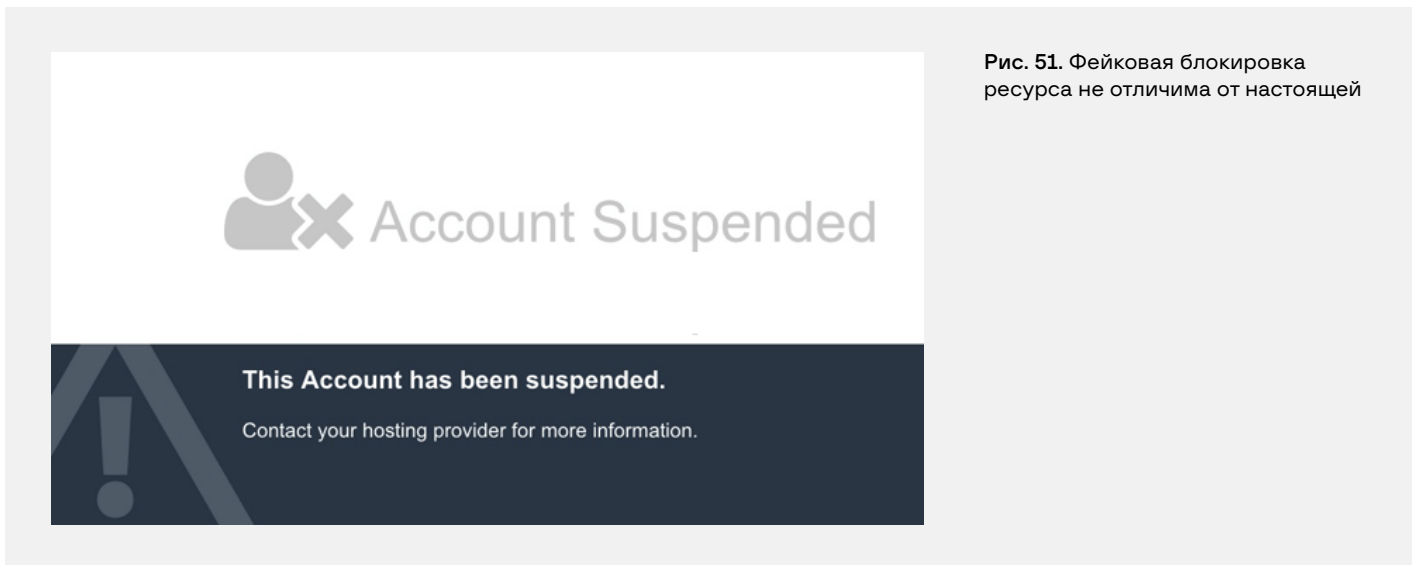 Account Suspended
This Account has been suspended.
Contact your hosting provider for more information.
Рис. 51. Фейковая блокировка
ресурса не отличима от настоящей